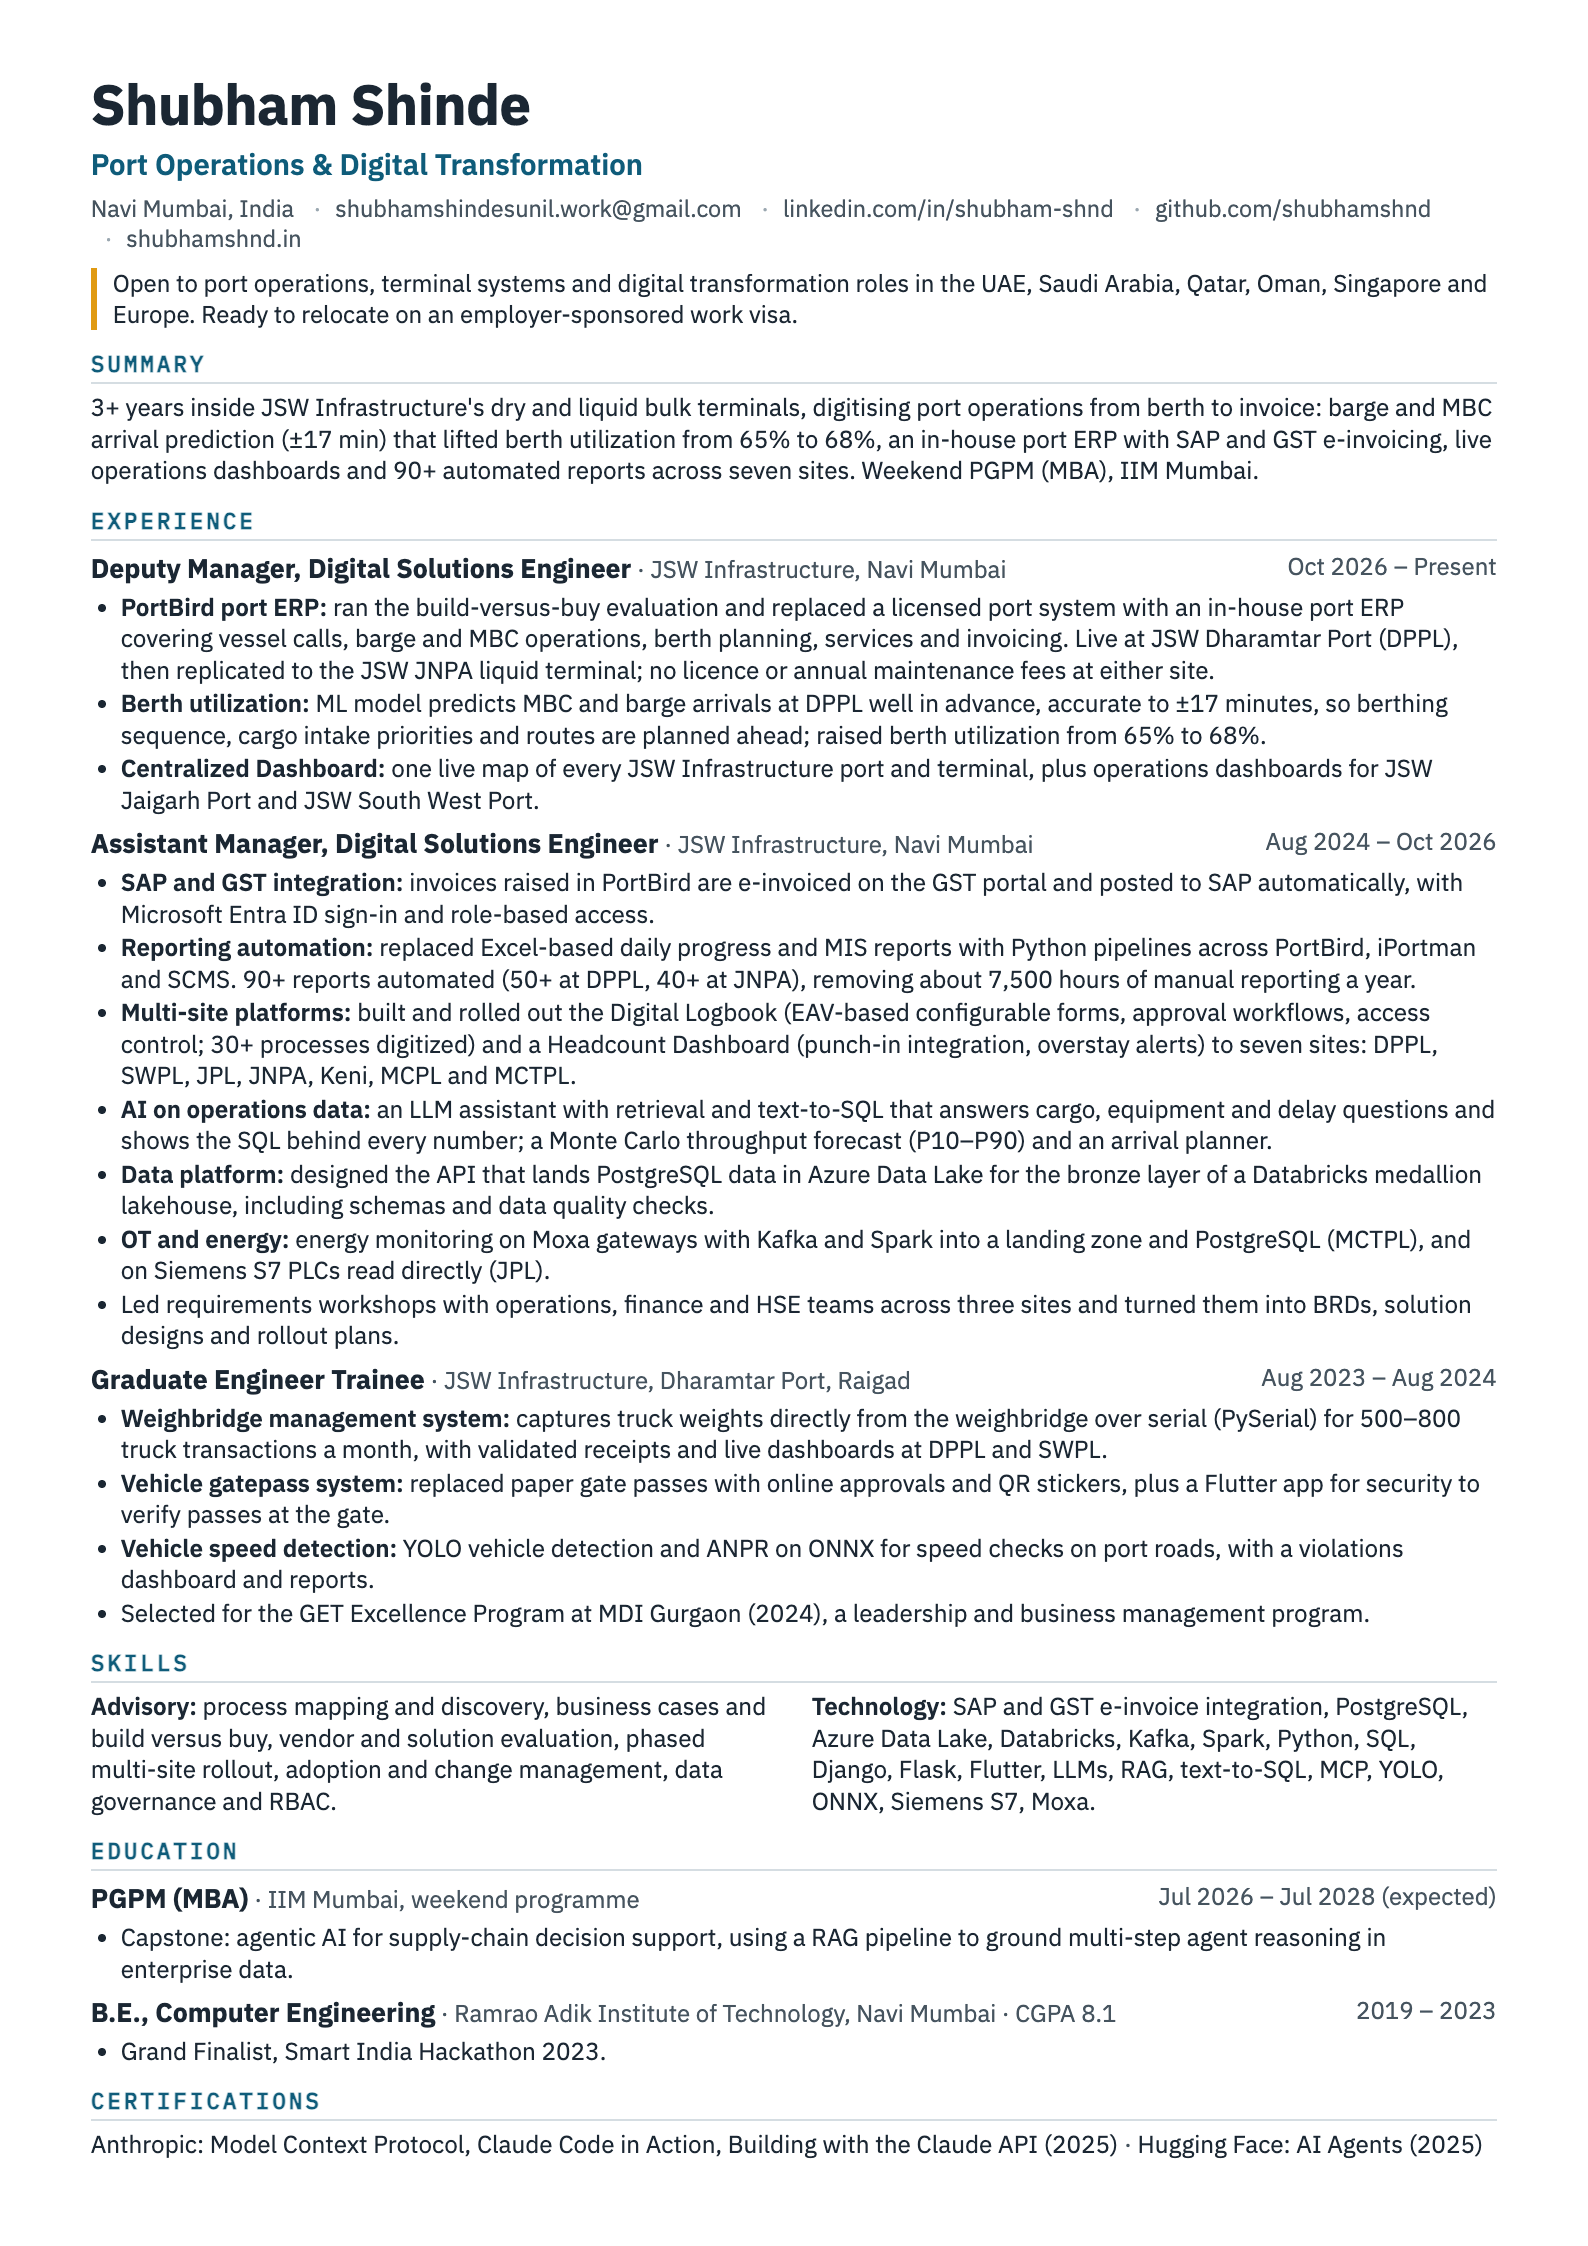 Shubham Shinde
Port Operations & Digital Transformation
Navi Mumbai, India · shubhamshindesunil.work@gmail.com · linkedin.com/in/shubham-shnd · github.com/shubhamshnd
· shubhamshnd.in
Open to port operations, terminal systems and digital transformation roles in the UAE, Saudi Arabia, Qatar, Oman, Singapore and
Europe. Ready to relocate on an employer-sponsored work visa.
SUMMARY
3+ years inside JSW Infrastructure's dry and liquid bulk terminals, digitising port operations from berth to invoice: barge and MBC
arrival prediction (±17 min) that lifted berth utilization from 65% to 68%, an in-house port ERP with SAP and GST e-invoicing, live
operations dashboards and 90+ automated reports across seven sites. Weekend PGPM (MBA), IIM Mumbai.
EXPERIENCE
Deputy Manager, Digital Solutions Engineer · JSW Infrastructure, Navi Mumbai Oct 2026 – Present
• PortBird port ERP: ran the build-versus-buy evaluation and replaced a licensed port system with an in-house port ERP
covering vessel calls, barge and MBC operations, berth planning, services and invoicing. Live at JSW Dharamtar Port (DPPL),
then replicated to the JSW JNPA liquid terminal; no licence or annual maintenance fees at either site.
• Berth utilization: ML model predicts MBC and barge arrivals at DPPL well in advance, accurate to ±17 minutes, so berthing
sequence, cargo intake priorities and routes are planned ahead; raised berth utilization from 65% to 68%.
• Centralized Dashboard: one live map of every JSW Infrastructure port and terminal, plus operations dashboards for JSW
Jaigarh Port and JSW South West Port.
Assistant Manager, Digital Solutions Engineer · JSW Infrastructure, Navi Mumbai Aug 2024 – Oct 2026
• SAP and GST integration: invoices raised in PortBird are e-invoiced on the GST portal and posted to SAP automatically, with
Microsoft Entra ID sign-in and role-based access.
• Reporting automation: replaced Excel-based daily progress and MIS reports with Python pipelines across PortBird, iPortman
and SCMS. 90+ reports automated (50+ at DPPL, 40+ at JNPA), removing about 7,500 hours of manual reporting a year.
• Multi-site platforms: built and rolled out the Digital Logbook (EAV-based configurable forms, approval workflows, access
control; 30+ processes digitized) and a Headcount Dashboard (punch-in integration, overstay alerts) to seven sites: DPPL,
SWPL, JPL, JNPA, Keni, MCPL and MCTPL.
• AI on operations data: an LLM assistant with retrieval and text-to-SQL that answers cargo, equipment and delay questions and
shows the SQL behind every number; a Monte Carlo throughput forecast (P10–P90) and an arrival planner.
• Data platform: designed the API that lands PostgreSQL data in Azure Data Lake for the bronze layer of a Databricks medallion
lakehouse, including schemas and data quality checks.
• OT and energy: energy monitoring on Moxa gateways with Kafka and Spark into a landing zone and PostgreSQL (MCTPL), and
on Siemens S7 PLCs read directly (JPL).
• Led requirements workshops with operations, finance and HSE teams across three sites and turned them into BRDs, solution
designs and rollout plans.
Graduate Engineer Trainee · JSW Infrastructure, Dharamtar Port, Raigad Aug 2023 – Aug 2024
• Weighbridge management system: captures truck weights directly from the weighbridge over serial (PySerial) for 500–800
truck transactions a month, with validated receipts and live dashboards at DPPL and SWPL.
• Vehicle gatepass system: replaced paper gate passes with online approvals and QR stickers, plus a Flutter app for security to
verify passes at the gate.
• Vehicle speed detection: YOLO vehicle detection and ANPR on ONNX for speed checks on port roads, with a violations
dashboard and reports.
• Selected for the GET Excellence Program at MDI Gurgaon (2024), a leadership and business management program.
SKILLS
Advisory: process mapping and discovery, business cases and
build versus buy, vendor and solution evaluation, phased
multi-site rollout, adoption and change management, data
governance and RBAC.
Technology: SAP and GST e-invoice integration, PostgreSQL,
Azure Data Lake, Databricks, Kafka, Spark, Python, SQL,
Django, Flask, Flutter, LLMs, RAG, text-to-SQL, MCP, YOLO,
ONNX, Siemens S7, Moxa.
EDUCATION
PGPM (MBA) · IIM Mumbai, weekend programme Jul 2026 – Jul 2028 (expected)
• Capstone: agentic AI for supply-chain decision support, using a RAG pipeline to ground multi-step agent reasoning in
enterprise data.
B.E., Computer Engineering · Ramrao Adik Institute of Technology, Navi Mumbai · CGPA 8.1 2019 – 2023
• Grand Finalist, Smart India Hackathon 2023.
CERTIFICATIONS
Anthropic: Model Context Protocol, Claude Code in Action, Building with the Claude API (2025) · Hugging Face: AI Agents (2025)